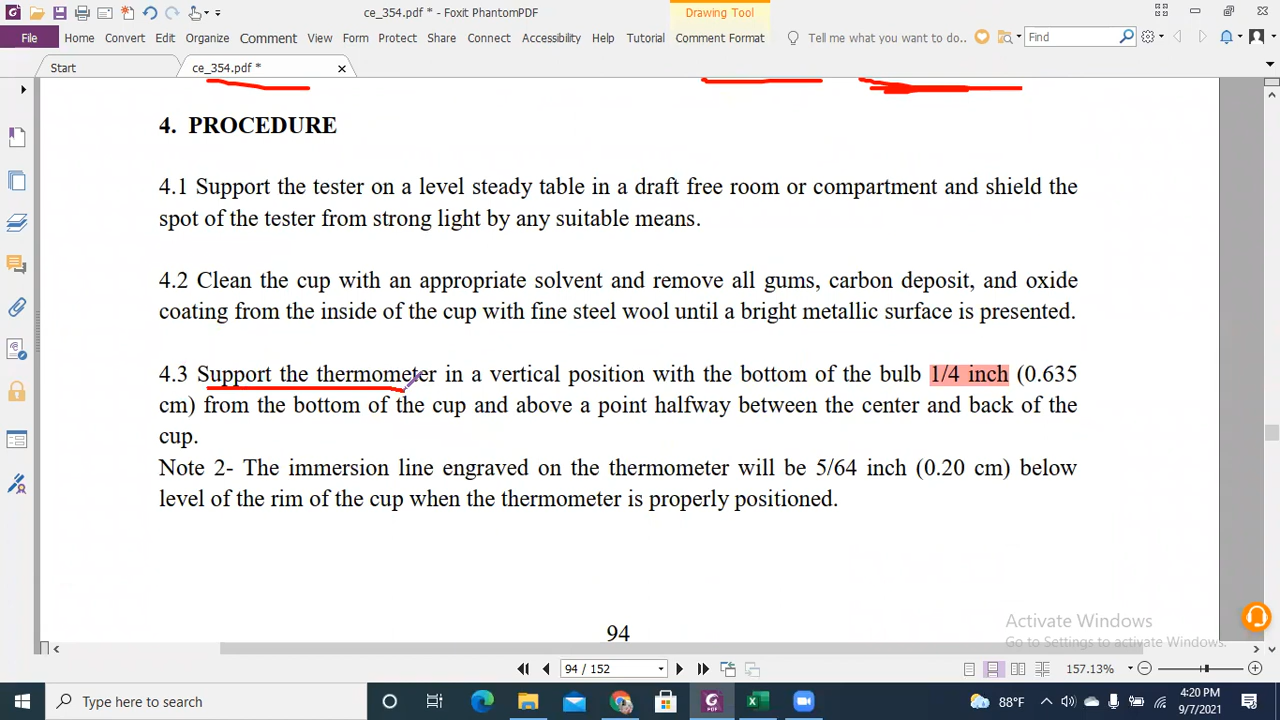 ce_354.pdf * - Foxit PhantomPDF
Drawing Tool
File Home Convert Edit Organize Comment View Form Protect Share Connect Accessibility Help Tutorial Comment Format Tell me what you want to do.. Find
Start ce_354.pdf *
4. PROCEDURE
4.1 Support the tester on a level steady table in a draft free room or compartment and shield the
spot of the tester from strong light by any suitable means.
4.2 Clean the cup with an appropriate solvent and remove all gums, carbon deposit, and oxide
coating from the inside of the cup with fine steel wool until a bright metallic surface is presented.
4.3 Support the thermometer in a vertical position with the bottom of the bulb 1/4 inch (0.635
cm) from the bottom of the cup and above a point halfway between the center and back of the
cup.
Note 2- The immersion line engraved on the thermometer will be 5/64 inch (0.20 cm) below
level of the rim of the cup when the thermometer is properly positioned.
94
Activate Windows
Go to Settings to activate Windows.
94 / 152 157.13%
Type here to search 88°F 4:20 PM
9/7/2021